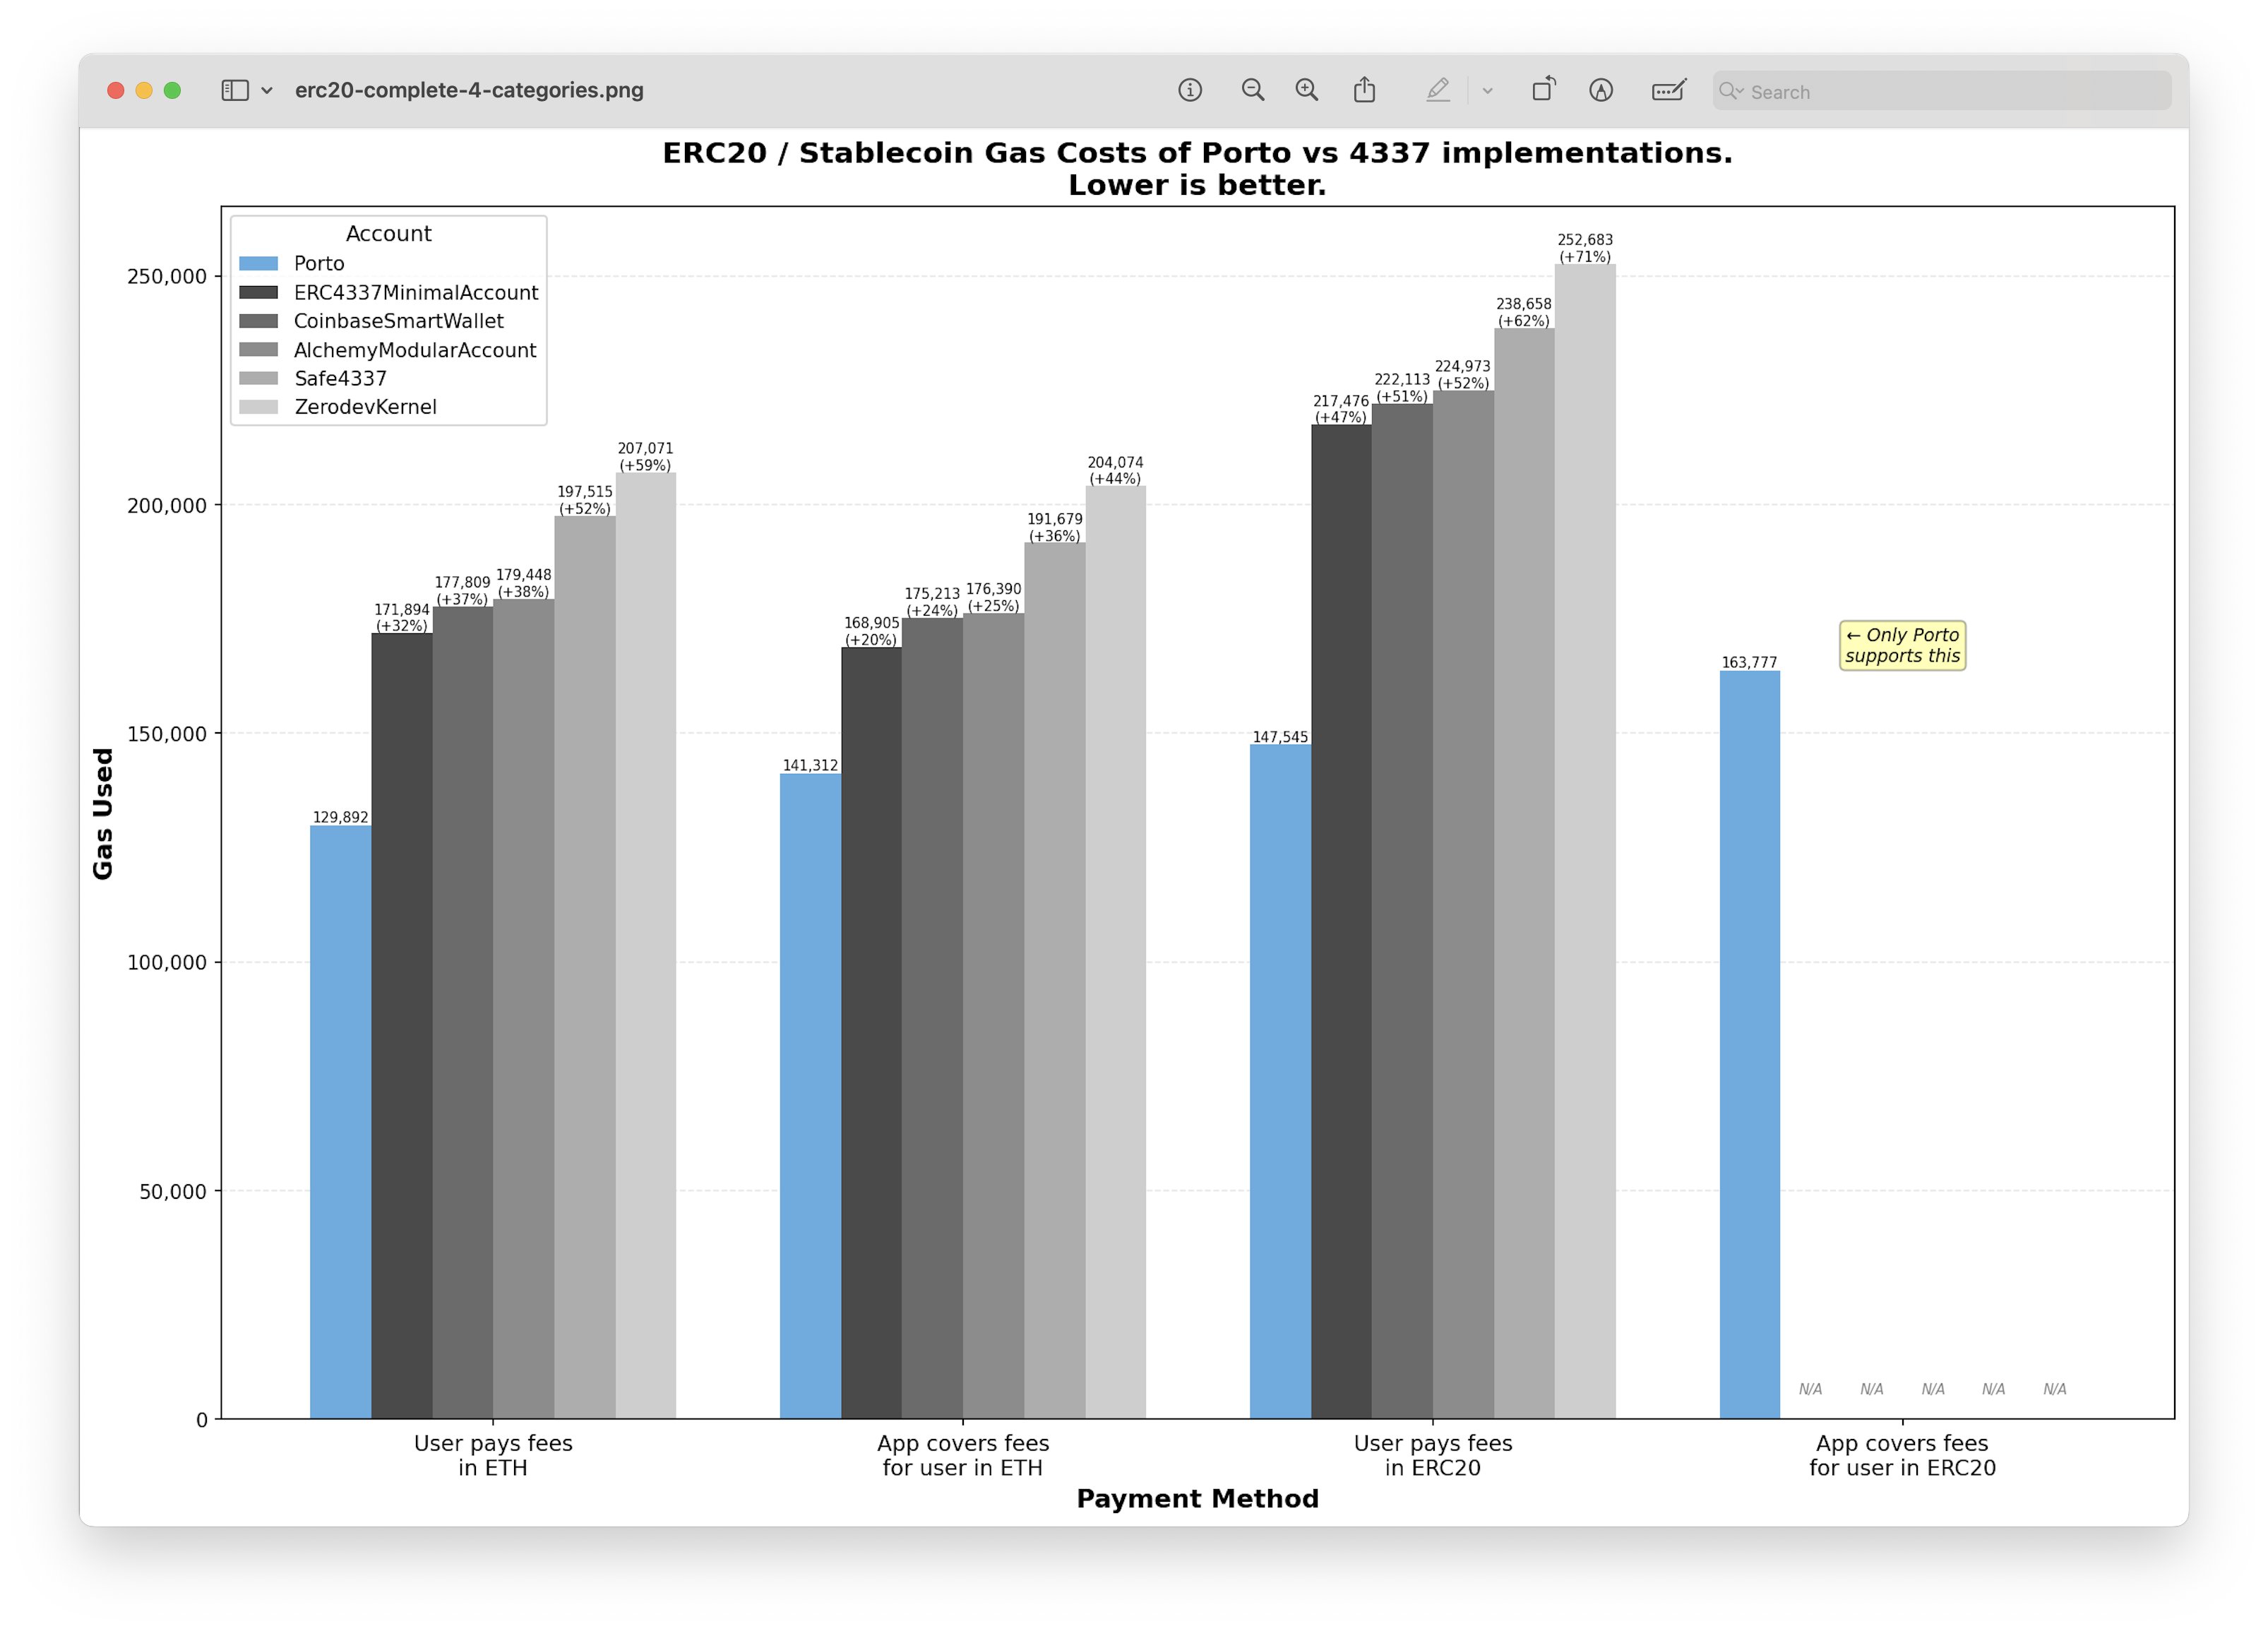 erc20-complete-4-categories.png
Search
ERC20 / Stablecoin Gas Costs of Porto vs 4337 implementations.
Lower is better.
Account
Porto
ERC4337MinimalAccount
CoinbaseSmartWallet
AlchemyModularAccount
Safe4337
ZerodevKernel
Gas Used
250,000
200,000
150,000
100,000
50,000
0
129,892
171,894
(+32%)
177,809
(+37%)
179,448
(+38%)
197,515
(+52%)
207,071
(+59%)
141,312
168,905
(+20%)
175,213
(+24%)
176,390
(+25%)
191,679
(+36%)
204,074
(+44%)
147,545
217,476
(+47%)
222,113
(+51%)
224,973
(+52%)
238,658
(+62%)
252,683
(+71%)
163,777
← Only Porto
supports this
N/A N/A N/A N/A N/A
User pays fees
in ETH
App covers fees
for user in ETH
User pays fees
in ERC20
App covers fees
for user in ERC20
Payment Method